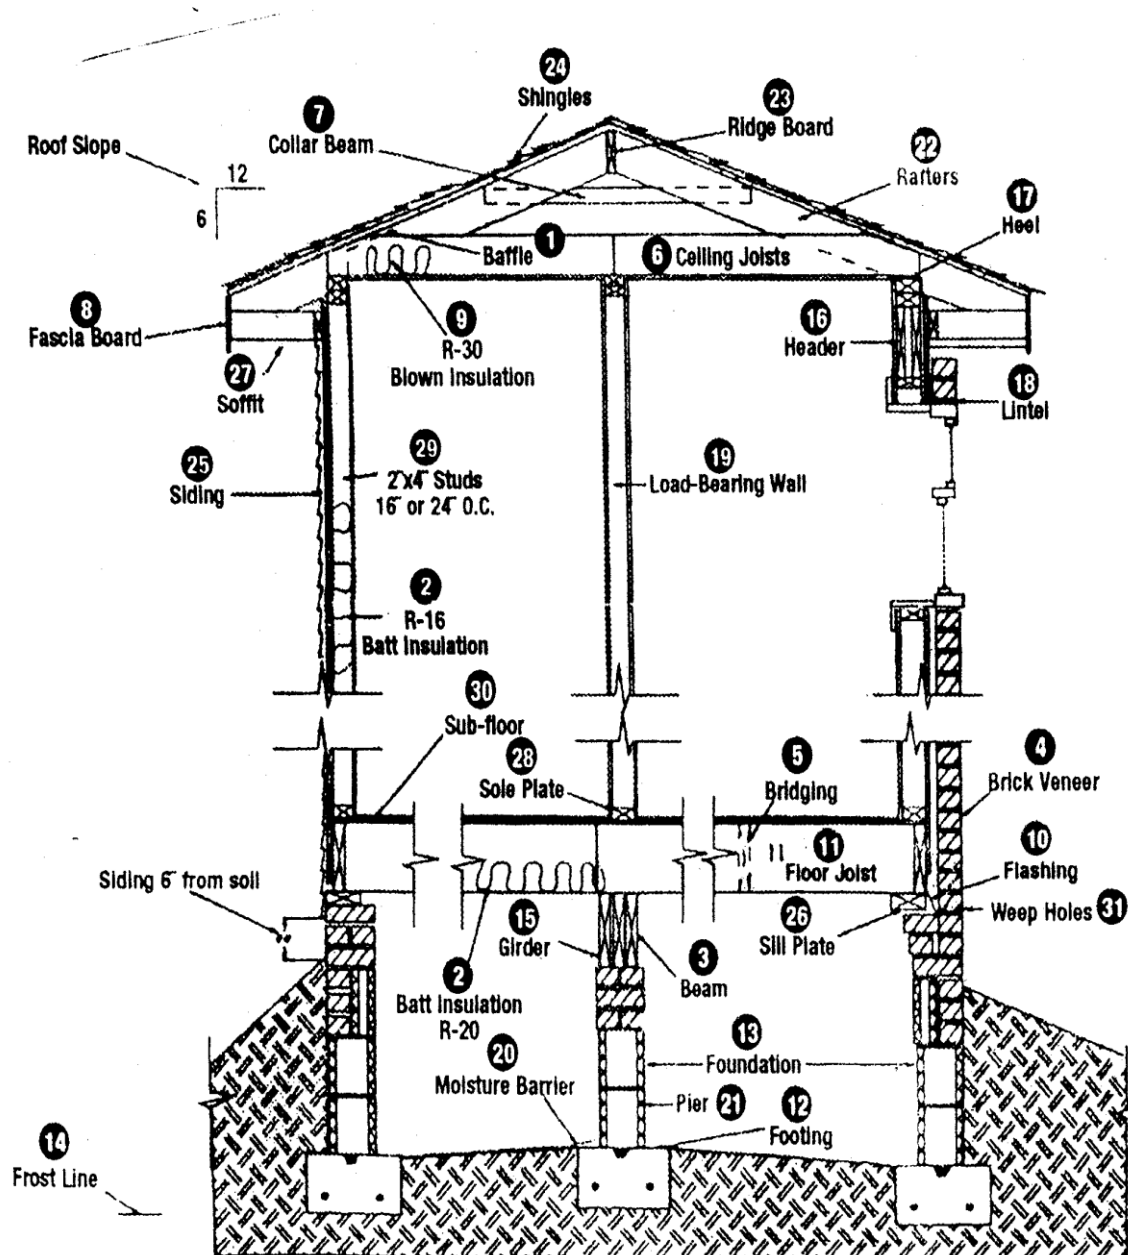 24
Shingles
7
Collar Beam
23
Ridge Board
Roof Slope
12
6
22
Rafters
17
Heel
Baffle 1
6 Ceiling Joists
8
Fascia Board
9
R-30
Blown Insulation
16
Header
27
Soffit
18
Lintel
25
Siding
29
2"x4" Studs
16" or 24" O.C.
19
Load-Bearing Wall
2
R-16
Batt Insulation
30
Sub-floor
28
Sole Plate
5
Bridging
4
Brick Veneer
11
Floor Joist
10
Flashing
Siding 6" from soil
15
Girder
26
Sill Plate
Weep Holes 31
3
Beam
2
Batt Insulation
R-20
13
Foundation
20
Moisture Barrier
Pier 21
12
Footing
14
Frost Line